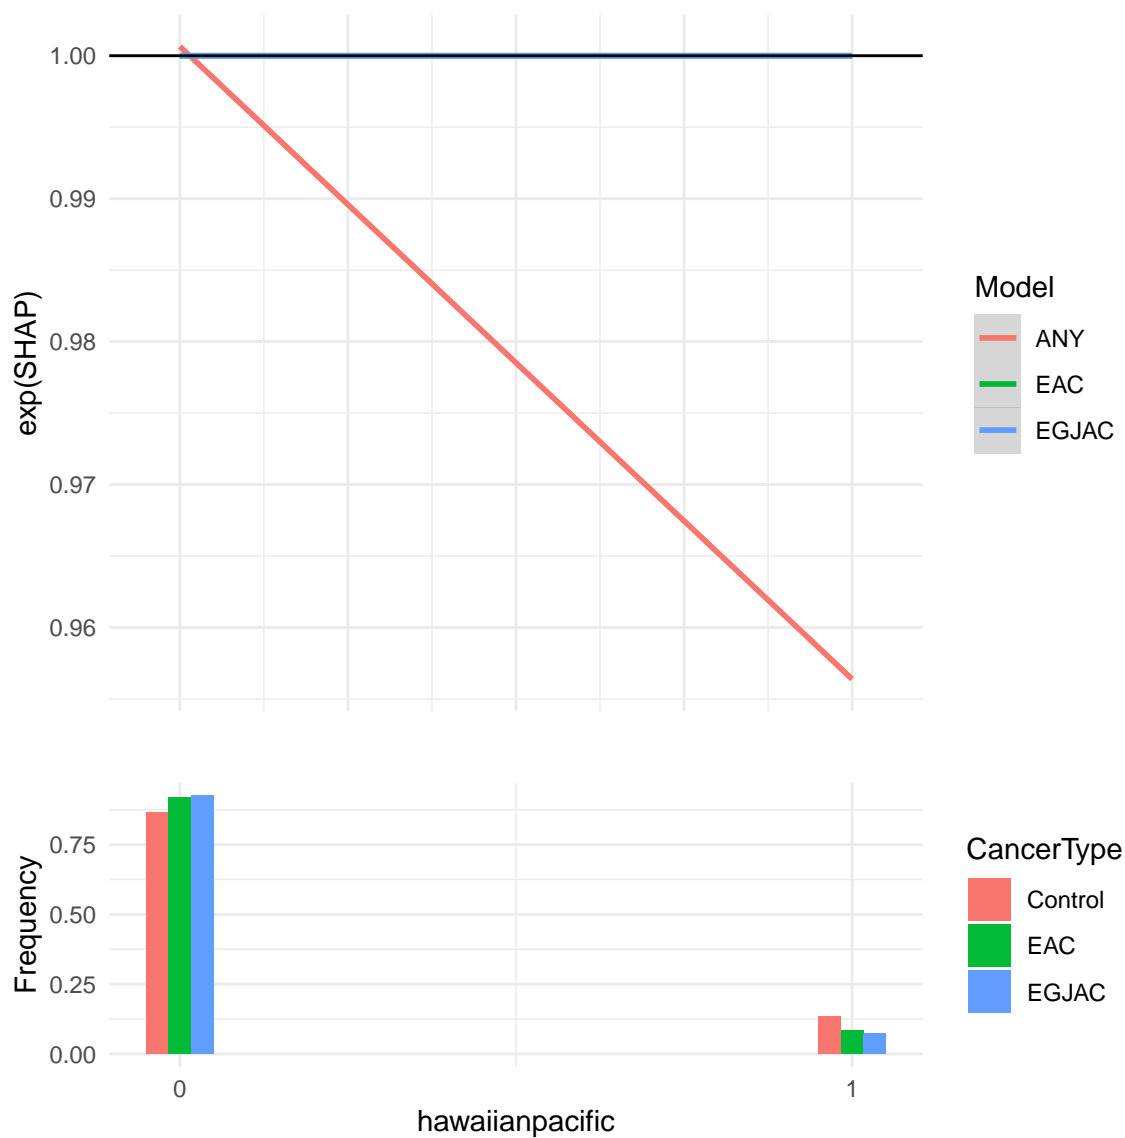 1.00
0.99
0.98
0.97
0.96
exp(SHAP)
Model
ANY
EAC
EGJAC
0.75
0.50
0.25
0.00
Frequency
0
1
hawaiianpacific
CancerType
Control
EAC
EGJAC